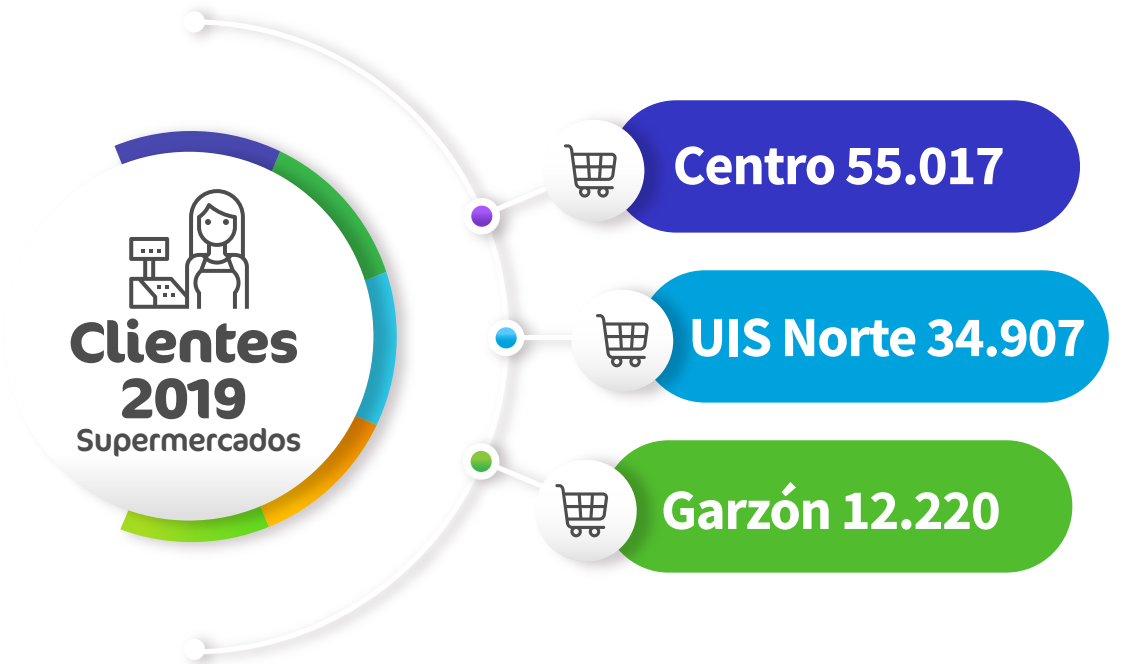 Clientes
2019
Supermercados
Centro 55.017
UIS Norte 34.907
Garzón 12.220